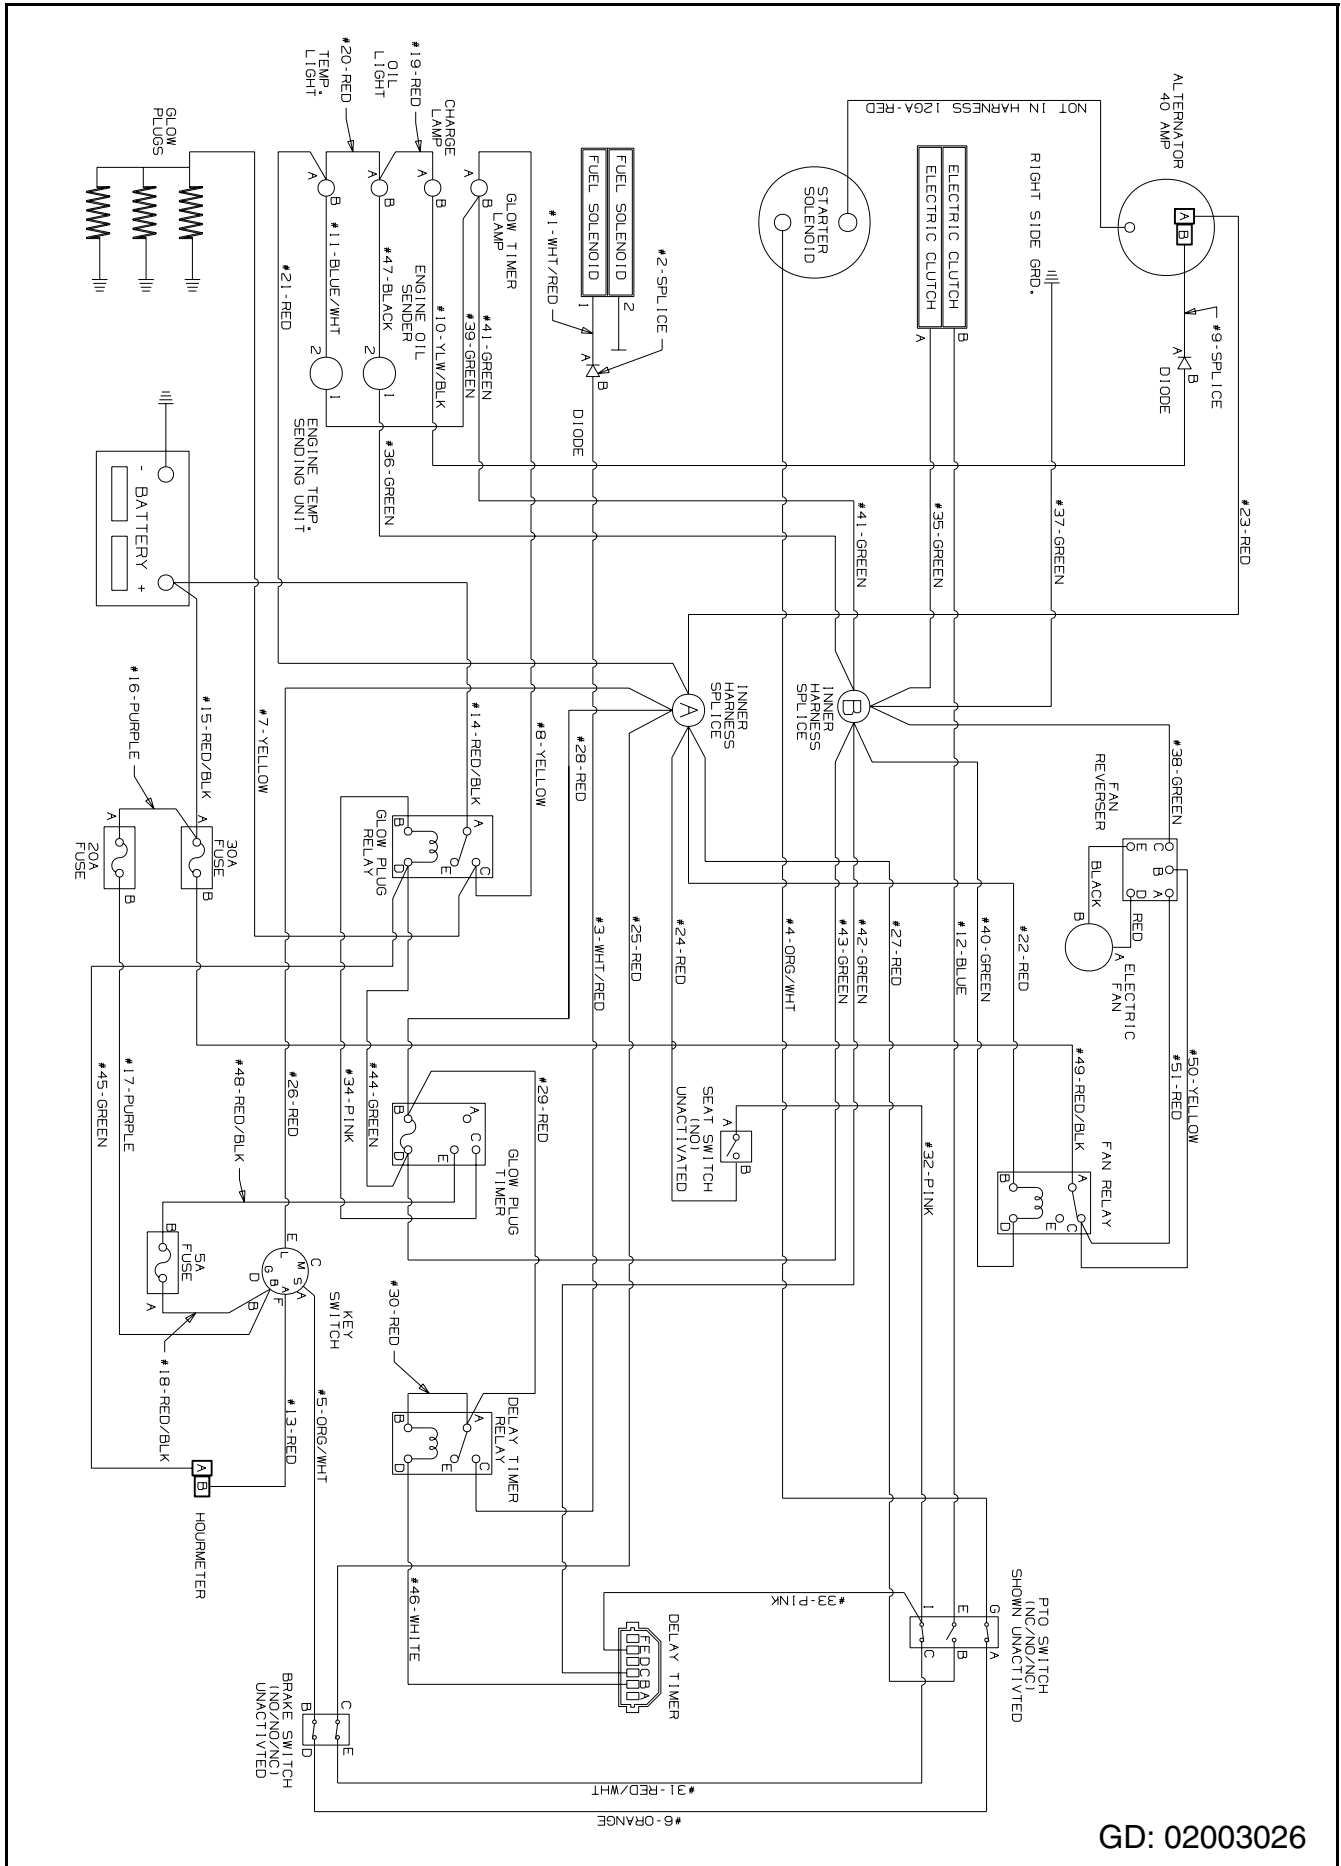 ALTERNATOR
40 AMP
NOT IN HARNESS 12GA-RED
A
B
#9-SPLICE
A
B
DIODE
#23-RED
RIGHT SIDE GRD.
#37-GREEN
ELECTRIC CLUTCH
ELECTRIC CLUTCH
A
B
#35-GREEN
STARTER
SOLENOID
FUEL SOLENOID
FUEL SOLENOID
1
2
#1-WHT/RED
#2-SPLICE
A
B
DIODE
GLOW TIMER
LAMP
CHARGE
LAMP
#19-RED
OIL
LIGHT
#20-RED
TEMP.
LIGHT
A
B
A
B
A
B
A
B
#41-GREEN
#39-GREEN
#10-YLW/BLK
ENGINE OIL
SENDER
#47-BLACK
#11-BLUE/WHT
#21-RED
2
1
2
1
#36-GREEN
ENGINE TEMP.
SENDING UNIT
GLOW
PLUGS
- BATTERY +
#41-GREEN
INNER
HARNESS
SPLICE
B
INNER
HARNESS
SPLICE
A
#38-GREEN
FAN
REVERSER
E
C
B
D
A
BLACK
RED
B
A
ELECTRIC
FAN
#50-YELLOW
#51-RED
#22-RED
#40-GREEN
#12-BLUE
#27-RED
#42-GREEN
#43-GREEN
#4-ORG/WHT
#24-RED
#25-RED
#3-WHT/RED
#28-RED
#8-YELLOW
#14-RED/BLK
#7-YELLOW
#15-RED/BLK
#16-PURPLE
A
30A
FUSE
B
A
20A
FUSE
B
GLOW PLUG
RELAY
B
A
D
E
C
#49-RED/BLK
FAN RELAY
B
A
D
E
C
SEAT SWITCH
(NO)
UNACTIVATED
A
B
#32-PINK
#29-RED
#44-GREEN
#34-PINK
#26-RED
#48-RED/BLK
#17-PURPLE
#45-GREEN
GLOW PLUG
TIMER
B
A
C
D
E
B
5A
FUSE
A
#18-RED/BLK
KEY
SWITCH
E
C
L
M
G
S
B
A
D
B
F
A
#30-RED
DELAY TIMER
RELAY
B
A
D
E
C
#5-ORG/WHT
#13-RED
A
B
HOURMETER
#46-WHITE
#33-PINK
DELAY TIMER
F
E
D
C
B
A
PTO SWITCH
(NC/NO/NC)
SHOWN UNACTIVTED
G
E
I
A
B
C
BRAKE SWITCH
(NO/NO/NC)
UNACTIVTED
B
C
D
E
#31-RED/WHT
#6-ORANGE
GD: 02003026